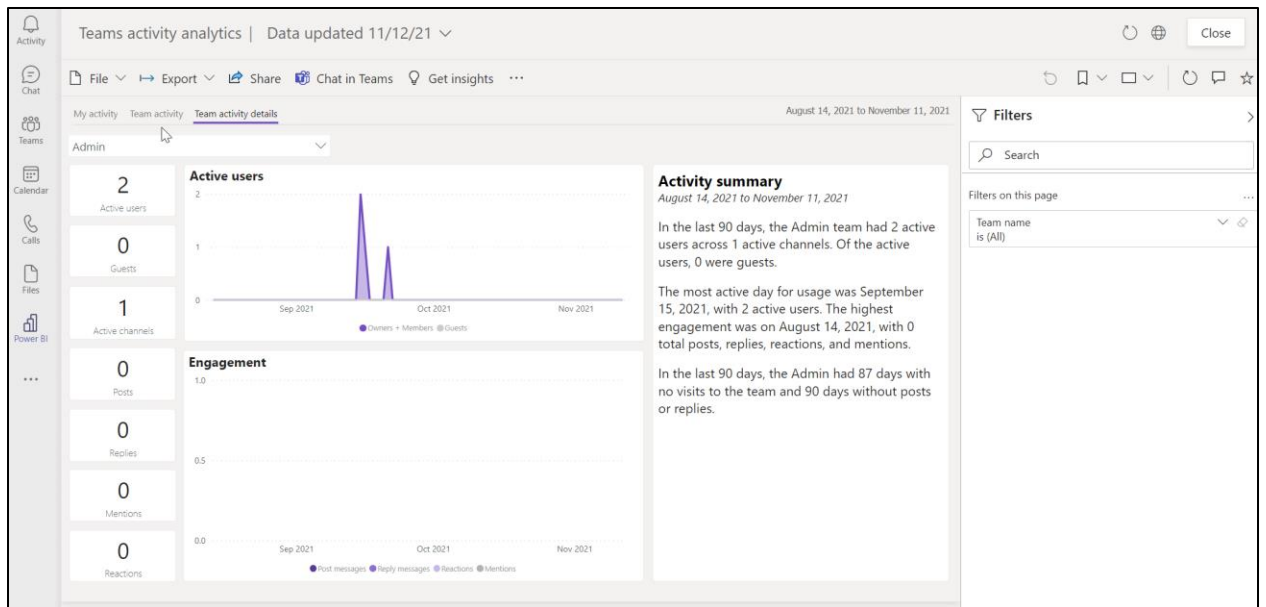 Teams activity analytics | Data updated 11/12/21
Close
File Export Share Chat in Teams Get insights ...
My activity Team activity Team activity details
August 14, 2021 to November 11, 2021
Admin
Activity
Chat
Teams
Calendar
Calls
Files
Power BI
...
2
Active users
0
Guests
1
Active channels
0
Posts
0
Replies
0
Mentions
0
Reactions
Active users
2
1
0
Sep 2021 Oct 2021 Nov 2021
Owners + Members Guests
Engagement
1.0
0.5
0.0
Sep 2021 Oct 2021 Nov 2021
Post messages Reply messages Reactions Mentions
Activity summary
August 14, 2021 to November 11, 2021
In the last 90 days, the Admin team had 2 active
users across 1 active channels. Of the active
users, 0 were guests.
The most active day for usage was September
15, 2021, with 2 active users. The highest
engagement was on August 14, 2021, with 0
total posts, replies, reactions, and mentions.
In the last 90 days, the Admin had 87 days with
no visits to the team and 90 days without posts
or replies.
Filters
Search
Filters on this page
...
Team name
is (All)